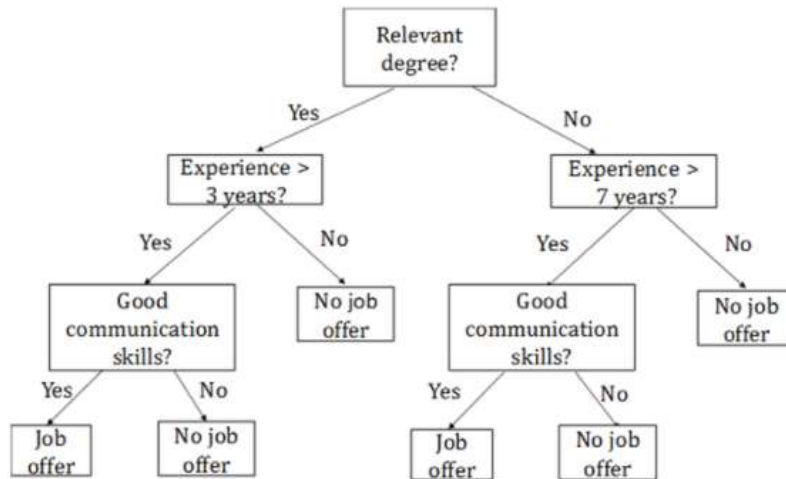 Relevant
degree?
Yes
No
Experience >
3 years?
Experience >
7 years?
Yes
No
Yes
No
Good
communication
skills?
No job
offer
Good
communication
skills?
No job
offer
Yes
No
Yes
No
Job
offer
No job
offer
Job
offer
No job
offer